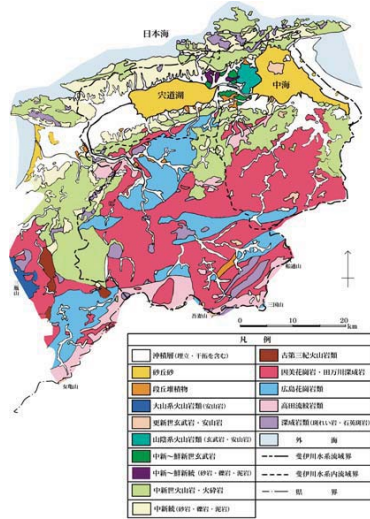 日本海
宍道湖
中海
船通山
三国山
吾妻山
0 10 20
km
凡 例
沖積層(埋立・干拓を含む)
砂丘砂
段丘堆積物
大山系火山岩類(安山岩)
更新世玄武岩・安山岩
山陰系火山岩類(玄武岩・安山岩)
中新~鮮新世玄武岩
中新~鮮新統(砂岩・礫岩・泥岩)
中新世火山岩・火砕岩
中新統(砂岩・礫岩・泥岩)
古第三紀火山岩類
因美花崗岩・田万川深成岩
広島花崗岩類
高田流紋岩類
深成岩類(斑れい岩・石英閃岩)
外 海
斐伊川水系流域界
斐伊川水系内流域界
県 界